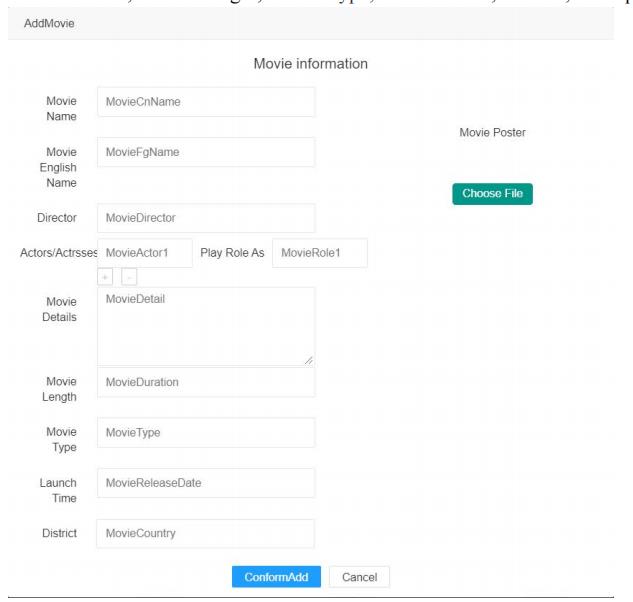 AddMovie
Movie information
Movie Name
MovieCnName
Movie Poster
Movie English Name
MovieFgName
Choose File
Director
MovieDirector
Actors/Actrsses
MovieActor1
Play Role As
MovieRole1
+ -
Movie Details
MovieDetail
Movie Length
MovieDuration
Movie Type
MovieType
Launch Time
MovieReleaseDate
District
MovieCountry
ConformAdd
Cancel